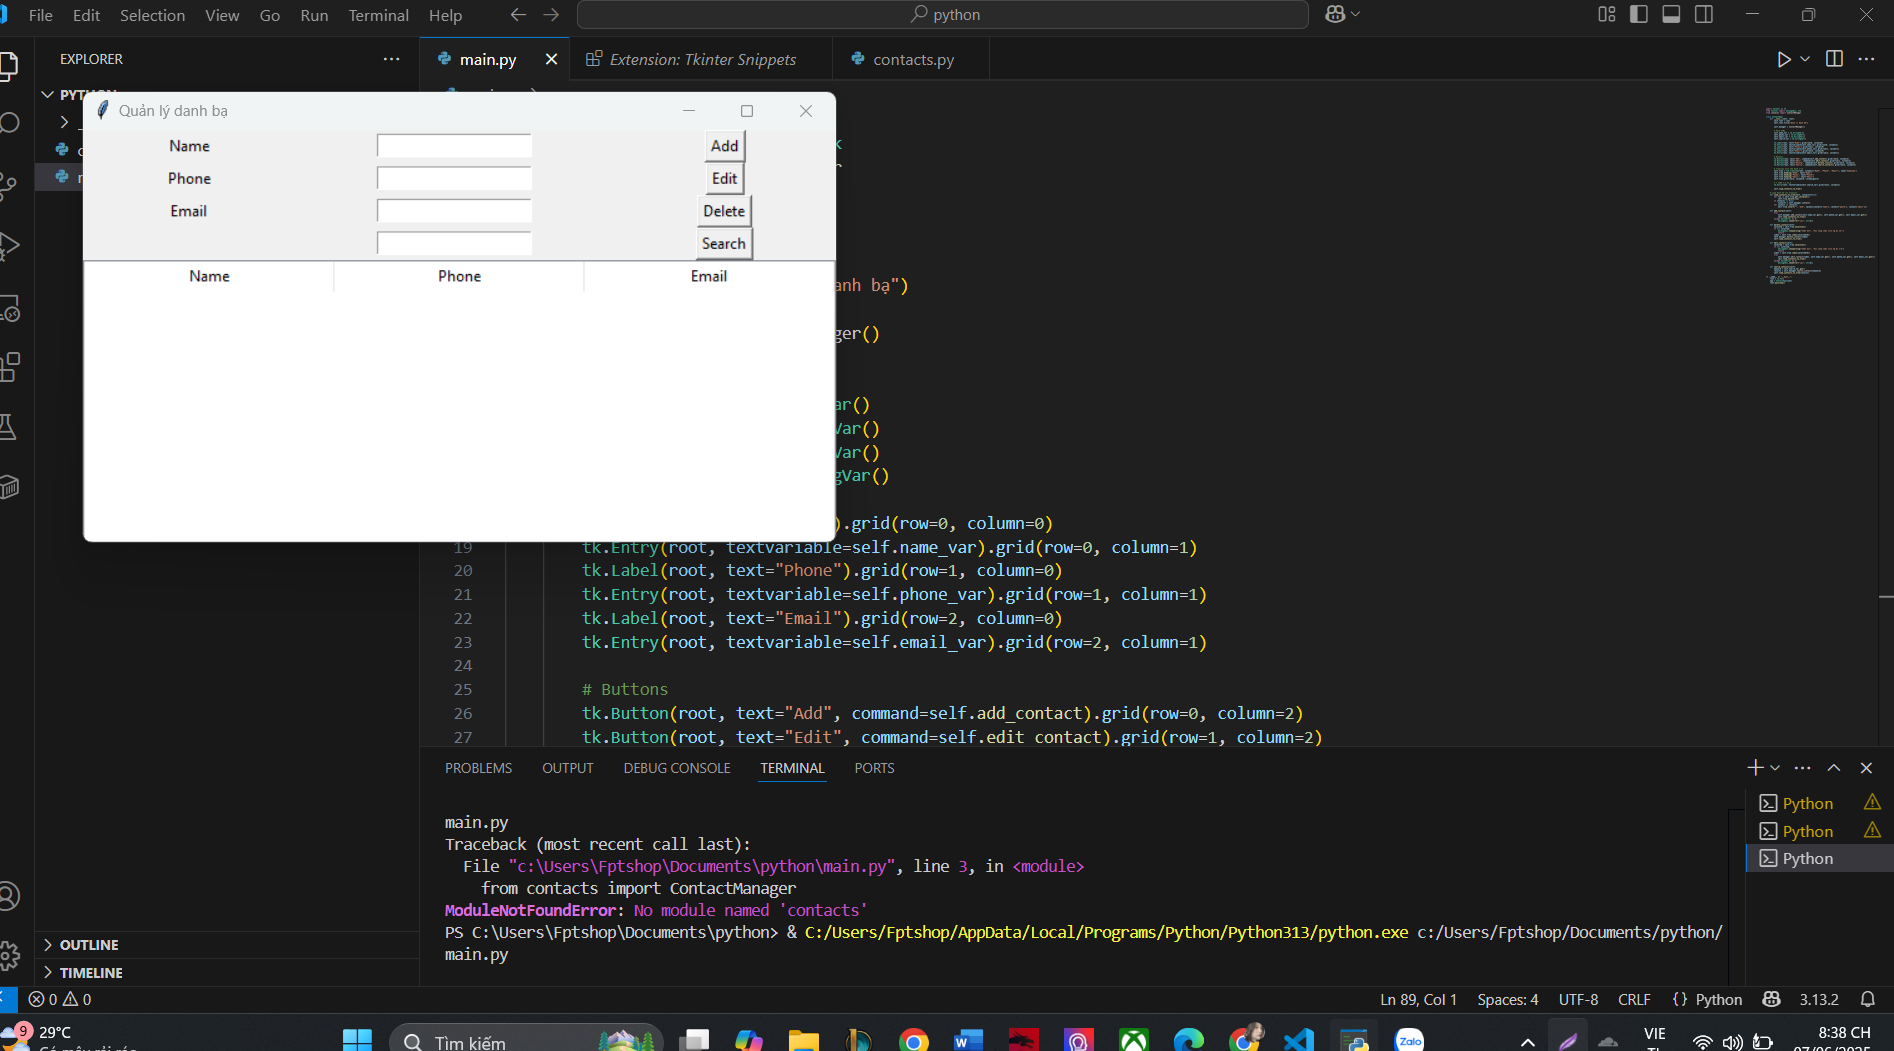 File Edit Selection View Go Run Terminal Help
python
EXPLORER
main.py
Extension: Tkinter Snippets
contacts.py
Quản lý danh bạ
Name
Add
Phone
Edit
Email
Delete
Search
Name Phone Email
anh bạ")
ger()
ar()
Var()
Var()
gVar()
).grid(row=0, column=0)
19 tk.Entry(root, textvariable=self.name_var).grid(row=0, column=1)
20 tk.Label(root, text="Phone").grid(row=1, column=0)
21 tk.Entry(root, textvariable=self.phone_var).grid(row=1, column=1)
22 tk.Label(root, text="Email").grid(row=2, column=0)
23 tk.Entry(root, textvariable=self.email_var).grid(row=2, column=1)
24
25 # Buttons
26 tk.Button(root, text="Add", command=self.add_contact).grid(row=0, column=2)
27 tk.Button(root, text="Edit", command=self.edit_contact).grid(row=1, column=2)
PROBLEMS OUTPUT DEBUG CONSOLE TERMINAL PORTS
main.py
Traceback (most recent call last):
File "c:\Users\Fptshop\Documents\python\main.py", line 3, in <module>
from contacts import ContactManager
ModuleNotFoundError: No module named 'contacts'
PS C:\Users\Fptshop\Documents\python> & C:/Users/Fptshop/AppData/Local/Programs/Python/Python313/python.exe c:/Users/Fptshop/Documents/python/
main.py
Python
Python
Python
OUTLINE
TIMELINE
0 0
Ln 89, Col 1 Spaces: 4 UTF-8 CRLF {} Python 3.13.2
9
29°C
Tìm kiếm
Zalo
VIE
8:38 CH